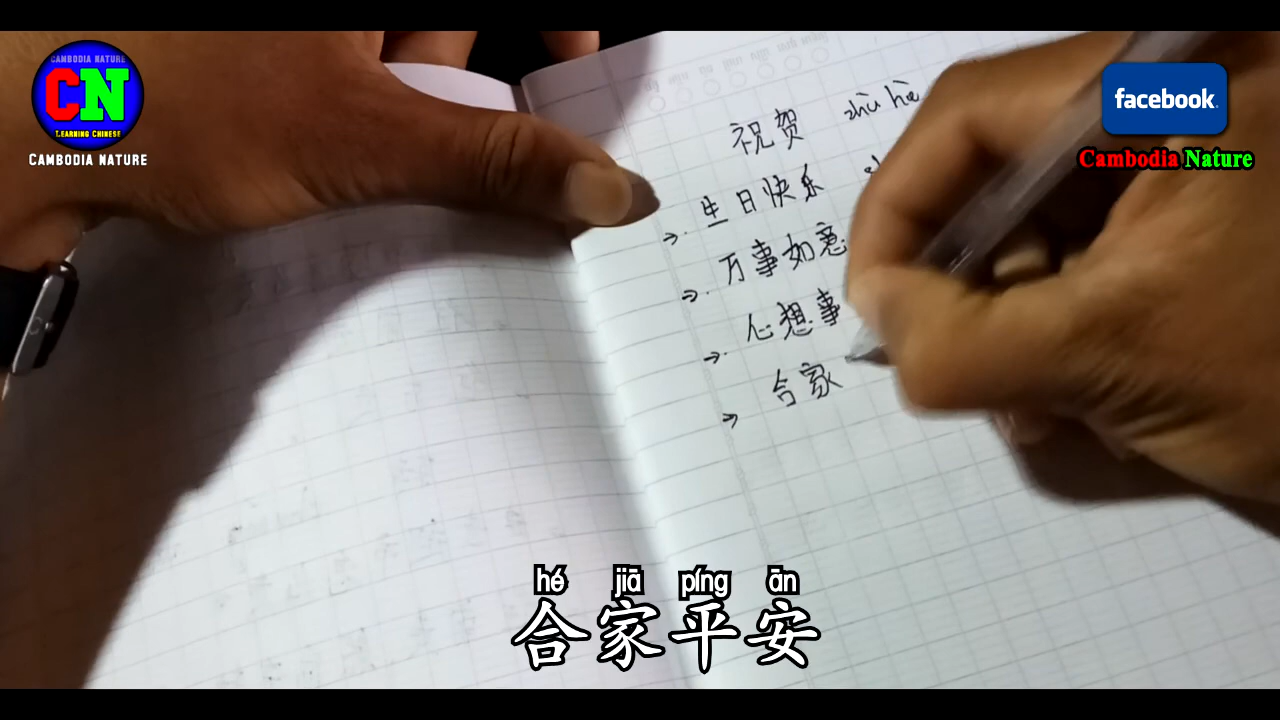 CAMBODIA NATURE
CN
LEARNING CHINESE
CAMBODIA NATURE
facebook
Cambodia Nature
祝贺 zhù hè
生日快乐
万事如意
心想事
合家
hé jiā píng ān
合家平安